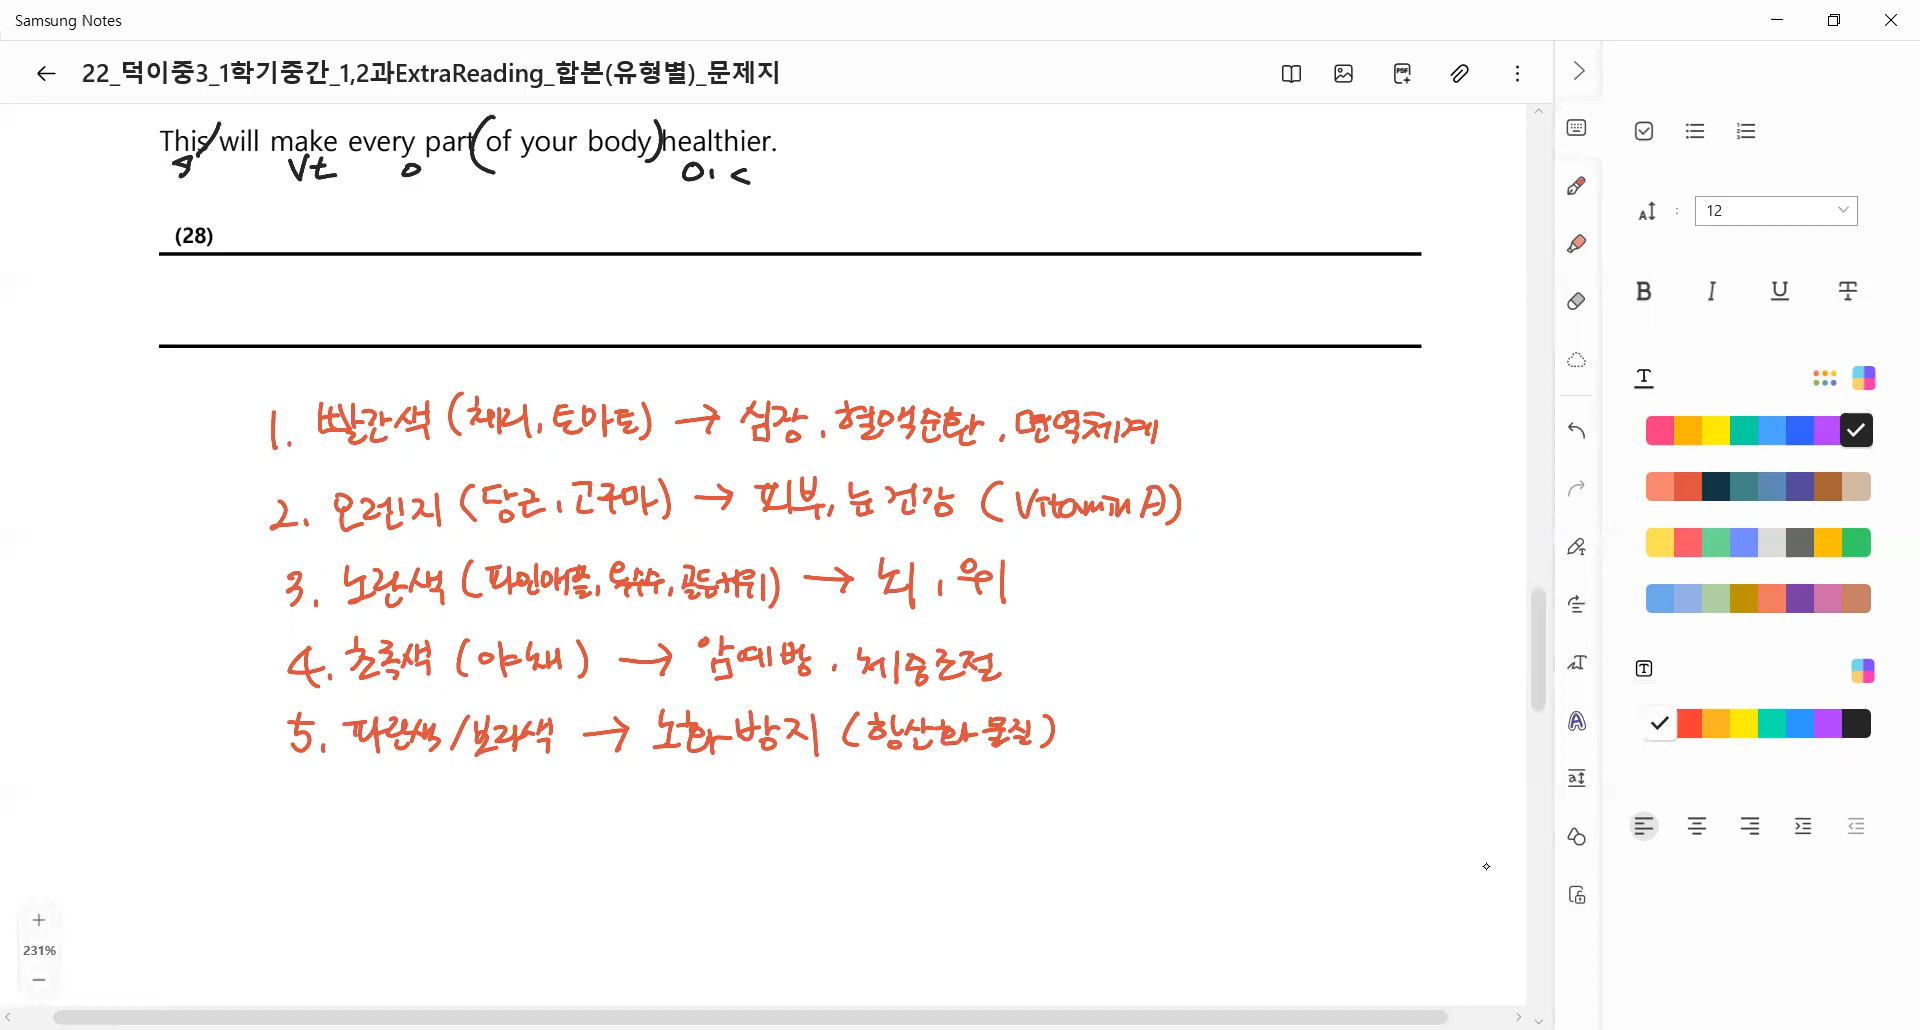 Samsung Notes
22_덕이중3_1학기중간_1,2과ExtraReading_합본(유형별)_문제지
This/will make every part(of your body)healthier.
s Vt o o.c
(28)
1. 빨간색 (체리, 토마토) → 심장, 혈액순환, 면역체계
2. 오렌지 (당근, 고구마) → 피부, 눈 건강 (Vitamin A)
3. 노란색 (파인애플, 옥수수, 골든키위) → 뇌, 위
4. 초록색 (야채) → 암예방, 체중조절
5. 파란색/보라색 → 노화방지 (항산화 물질)
12
231%